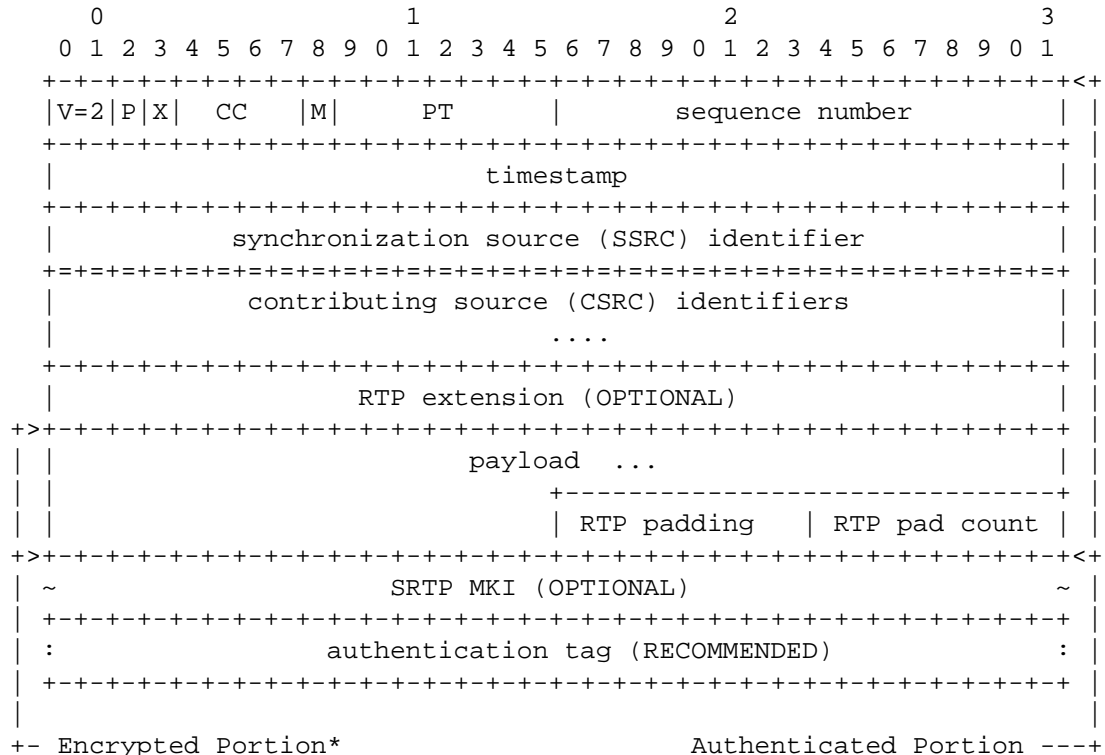 0                   1                   2                   3
0 1 2 3 4 5 6 7 8 9 0 1 2 3 4 5 6 7 8 9 0 1 2 3 4 5 6 7 8 9 0 1
+-+-+-+-+-+-+-+-+-+-+-+-+-+-+-+-+-+-+-+-+-+-+-+-+-+-+-+-+-+-+-+-+<+
|V=2|P|X|  CC   |M|     PT      |       sequence number         | |
+-+-+-+-+-+-+-+-+-+-+-+-+-+-+-+-+-+-+-+-+-+-+-+-+-+-+-+-+-+-+-+-+ |
|                           timestamp                           | |
+-+-+-+-+-+-+-+-+-+-+-+-+-+-+-+-+-+-+-+-+-+-+-+-+-+-+-+-+-+-+-+-+ |
|           synchronization source (SSRC) identifier            | |
+=+=+=+=+=+=+=+=+=+=+=+=+=+=+=+=+=+=+=+=+=+=+=+=+=+=+=+=+=+=+=+=+ |
|            contributing source (CSRC) identifiers             | |
|                               ....                            | |
+-+-+-+-+-+-+-+-+-+-+-+-+-+-+-+-+-+-+-+-+-+-+-+-+-+-+-+-+-+-+-+-+ |
|                   RTP extension (OPTIONAL)                    | |
+>+-+-+-+-+-+-+-+-+-+-+-+-+-+-+-+-+-+-+-+-+-+-+-+-+-+-+-+-+-+-+-+-+ |
| |                          payload  ...                         | |
| |                               +-------------------------------+ |
| |                               | RTP padding   | RTP pad count | |
+>+-+-+-+-+-+-+-+-+-+-+-+-+-+-+-+-+-+-+-+-+-+-+-+-+-+-+-+-+-+-+-+-+<+
| ~                     SRTP MKI (OPTIONAL)                       ~ |
| +-+-+-+-+-+-+-+-+-+-+-+-+-+-+-+-+-+-+-+-+-+-+-+-+-+-+-+-+-+-+-+-+ |
| :                 authentication tag (RECOMMENDED)              : |
| +-+-+-+-+-+-+-+-+-+-+-+-+-+-+-+-+-+-+-+-+-+-+-+-+-+-+-+-+-+-+-+-+ |
|                                                                   |
+- Encrypted Portion*                      Authenticated Portion ---+